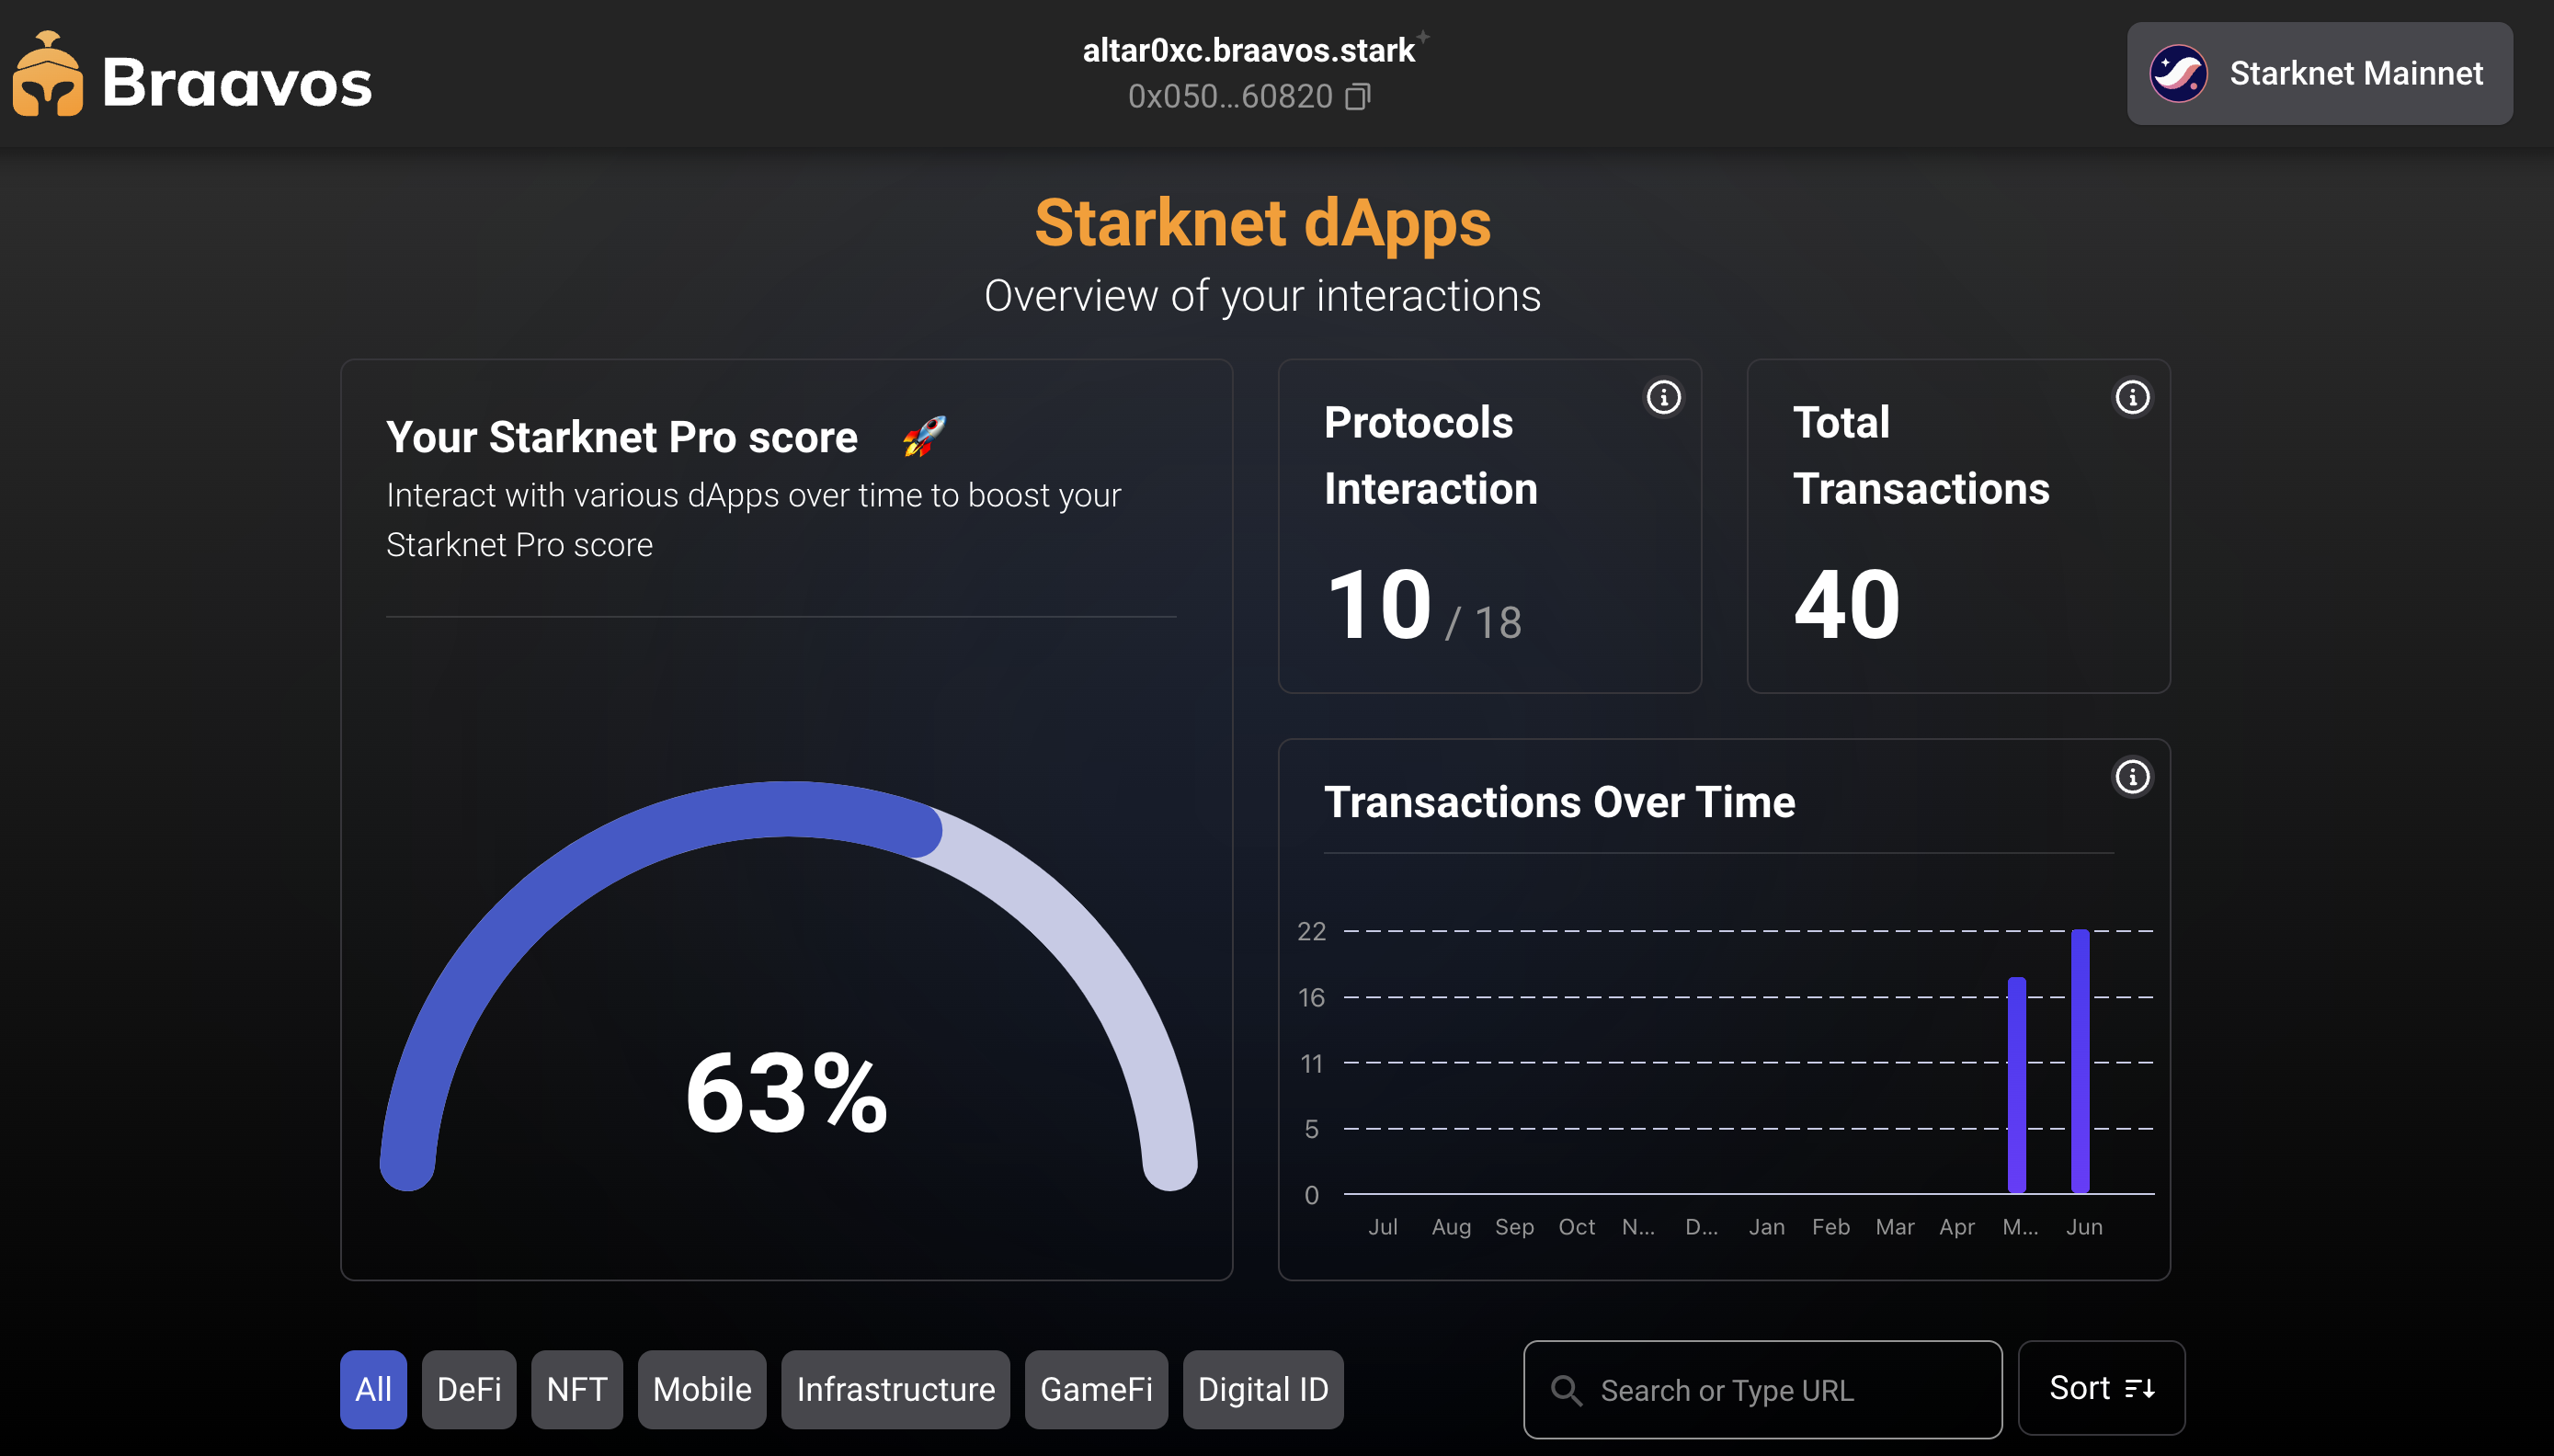 Braavos
altar0xc.braavos.stark
0x050...60820
Starknet Mainnet
Starknet dApps
Overview of your interactions
Your Starknet Pro score 🚀
Interact with various dApps over time to boost your
Starknet Pro score
63%
Protocols
Interaction
10 / 18
Total
Transactions
40
Transactions Over Time
22
16
11
5
0
Jul Aug Sep Oct N... D... Jan Feb Mar Apr M... Jun
All DeFi NFT Mobile Infrastructure GameFi Digital ID
Search or Type URL
Sort